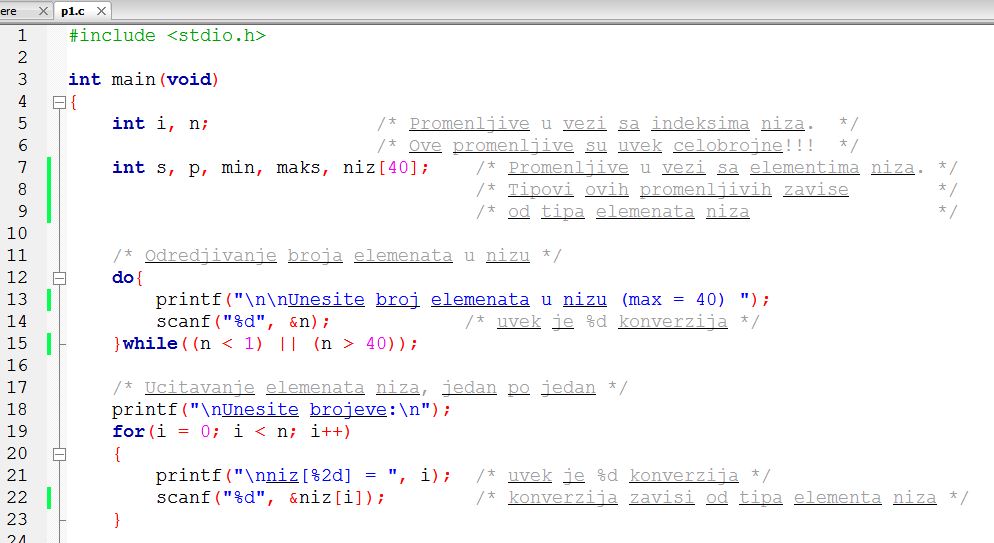 ere p1.c
1 #include <stdio.h>
2
3 int main(void)
4 {
5 int i, n; /* Promenljive u vezi sa indeksima niza. */
6 /* Ove promenljive su uvek celobrojne!!! */
7 int s, p, min, maks, niz[40]; /* Promenljive u vezi sa elementima niza. */
8 /* Tipovi ovih promenljivih zavise */
9 /* od tipa elemenata niza */
10
11 /* Odredjivanje broja elemenata u nizu */
12 do{
13 printf("\n\nUnesite broj elemenata u nizu (max = 40) ");
14 scanf("%d", &n); /* uvek je %d konverzija */
15 }while((n < 1) || (n > 40));
16
17 /* Ucitavanje elemenata niza, jedan po jedan */
18 printf("\nUnesite brojeve:\n");
19 for(i = 0; i < n; i++)
20 {
21 printf("\nniz[%2d] = ", i); /* uvek je %d konverzija */
22 scanf("%d", &niz[i]); /* konverzija zavisi od tipa elementa niza */
23 }
24